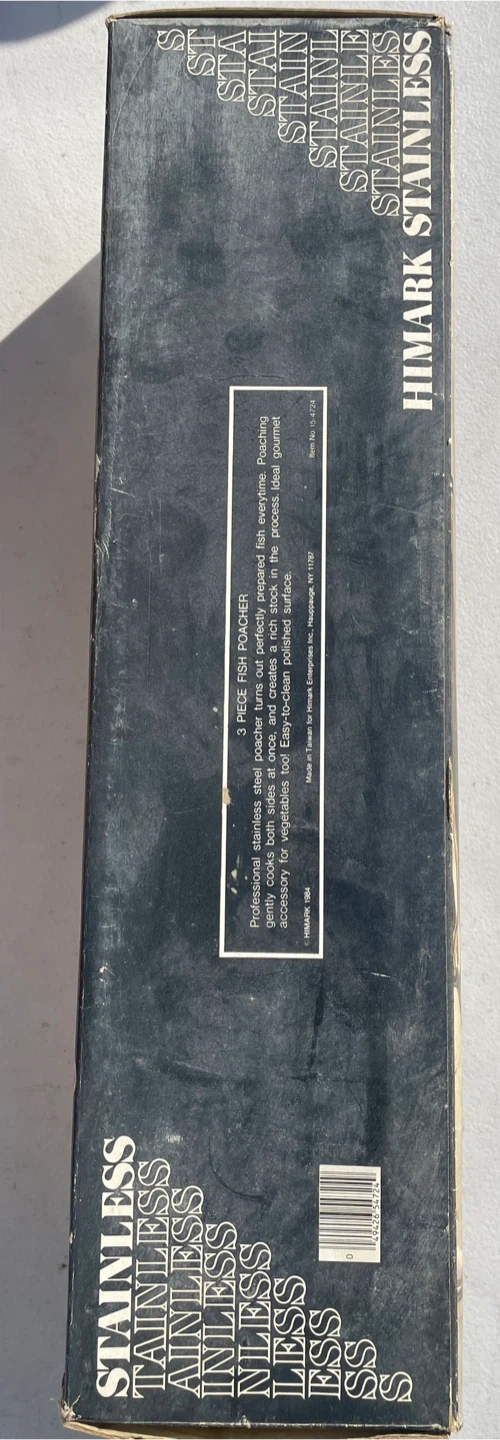 STAINLESS
TAINLESS
AINLESS
INLESS
NLESS
LESS
ESS
SS
S
0 49426 54724
3 PIECE FISH POACHER
Professional stainless steel poacher turns out perfectly prepared fish everytime. Poaching
gently cooks both sides at once, and creates a rich stock in the process. Ideal gourmet
accessory for vegetables too! Easy-to-clean polished surface.
© HIMARK 1984 Made in Taiwan for Himark Enterprises Inc., Hauppauge, NY 11787 Item No. 15-4724
S
ST
STA
STAI
STAIN
STAINL
STAINLE
STAINLES
HIMARK STAINLESS